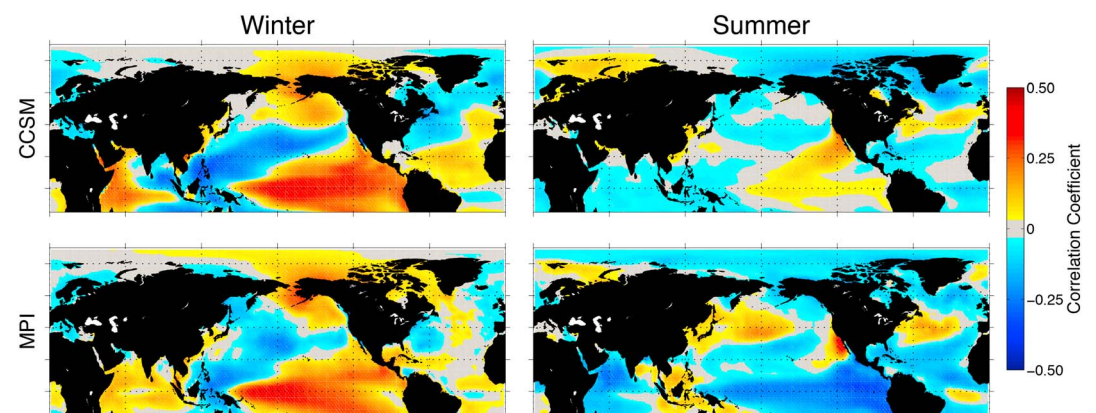 Winter Summer
CCSM
MPI
0.50
0.25
0
−0.25
−0.50
Correlation Coefficient